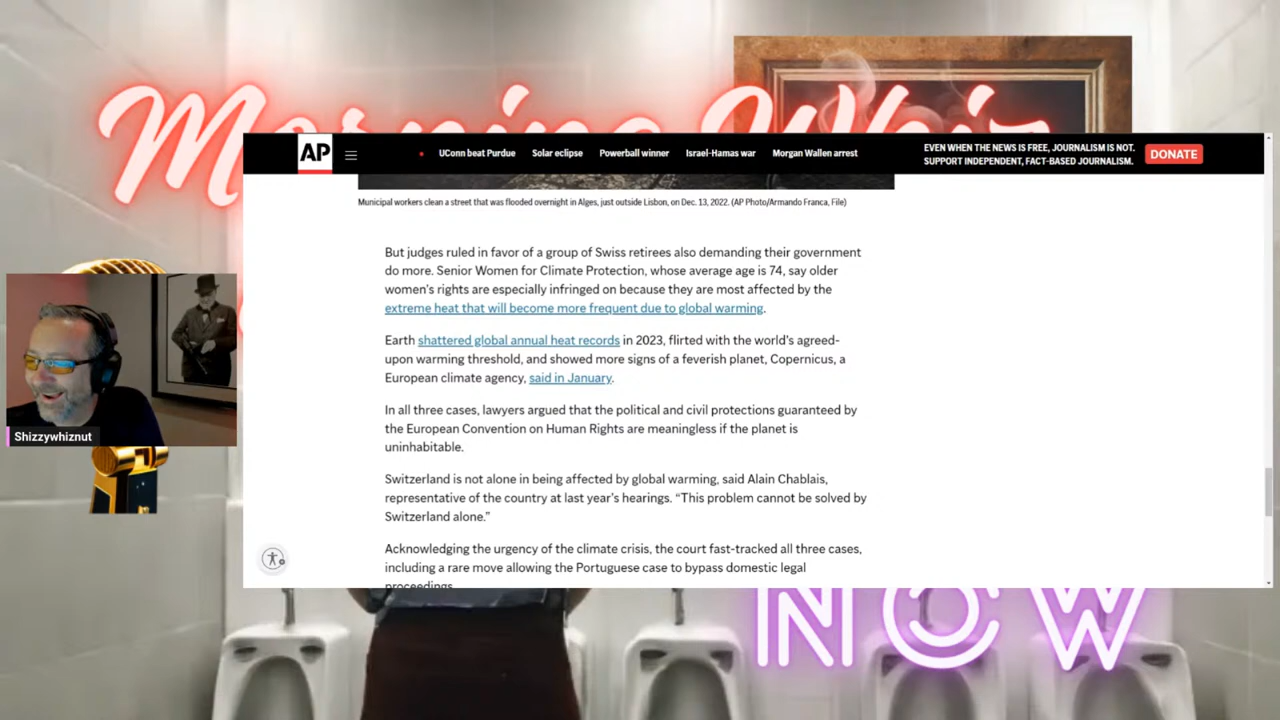 Morning Whiz
AP
UConn beat Purdue
Solar eclipse
Powerball winner
Israel-Hamas war
Morgan Wallen arrest
EVEN WHEN THE NEWS IS FREE, JOURNALISM IS NOT.
SUPPORT INDEPENDENT, FACT-BASED JOURNALISM.
DONATE
Municipal workers clean a street that was flooded overnight in Alges, just outside Lisbon, on Dec. 13, 2022. (AP Photo/Armando Franca, File)
But judges ruled in favor of a group of Swiss retirees also demanding their government
do more. Senior Women for Climate Protection, whose average age is 74, say older
women’s rights are especially infringed on because they are most affected by the
extreme heat that will become more frequent due to global warming.
Earth shattered global annual heat records in 2023, flirted with the world’s agreed-
upon warming threshold, and showed more signs of a feverish planet, Copernicus, a
European climate agency, said in January.
In all three cases, lawyers argued that the political and civil protections guaranteed by
the European Convention on Human Rights are meaningless if the planet is
uninhabitable.
Switzerland is not alone in being affected by global warming, said Alain Chablais,
representative of the country at last year’s hearings. “This problem cannot be solved by
Switzerland alone.”
Acknowledging the urgency of the climate crisis, the court fast-tracked all three cases,
including a rare move allowing the Portuguese case to bypass domestic legal
proceedings.
Shizzywhiznut
NOW